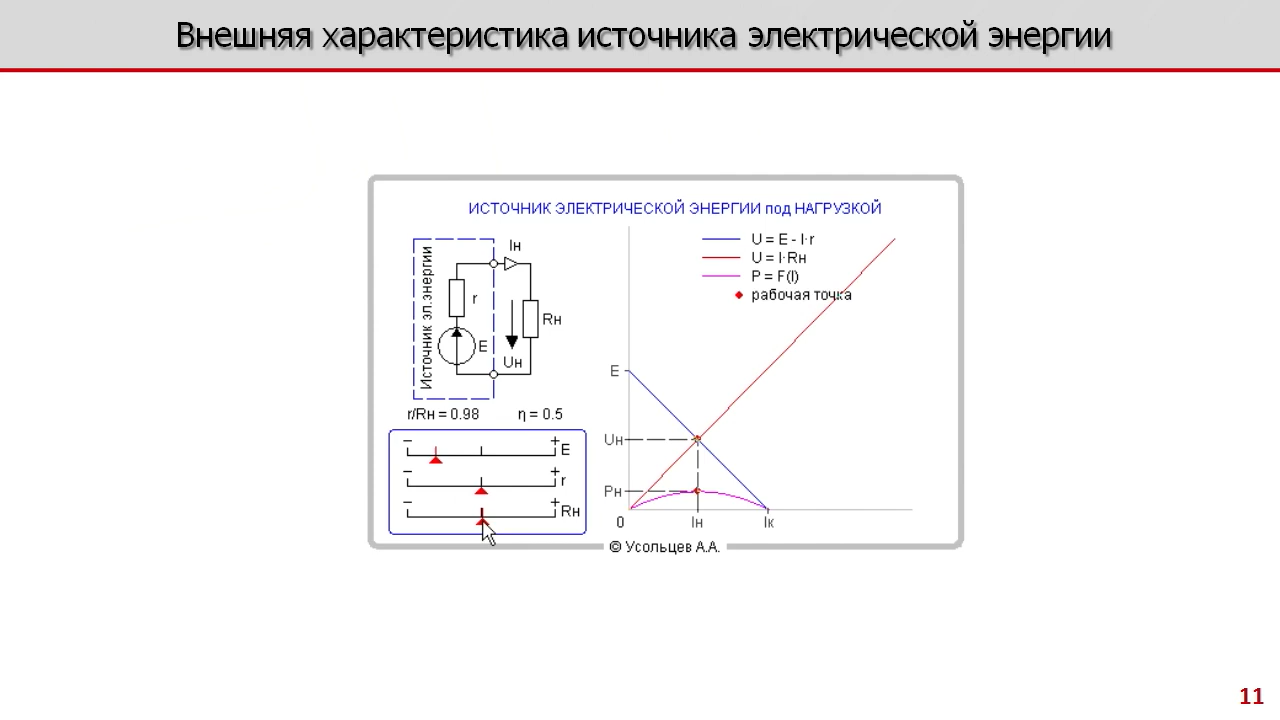 Внешняя характеристика источника электрической энергии
ИСТОЧНИК ЭЛЕКТРИЧЕСКОЙ ЭНЕРГИИ под НАГРУЗКОЙ
Источник эл.энергии
Iн
r
Rн
E
Uн
r/Rн = 0.98 η = 0.5
− + E
− + r
− + Rн
U = E - I·r
U = I·Rн
P = F(I)
рабочая точка
E
Uн
Pн
0 Iн Iк
© Усольцев А.А.
11